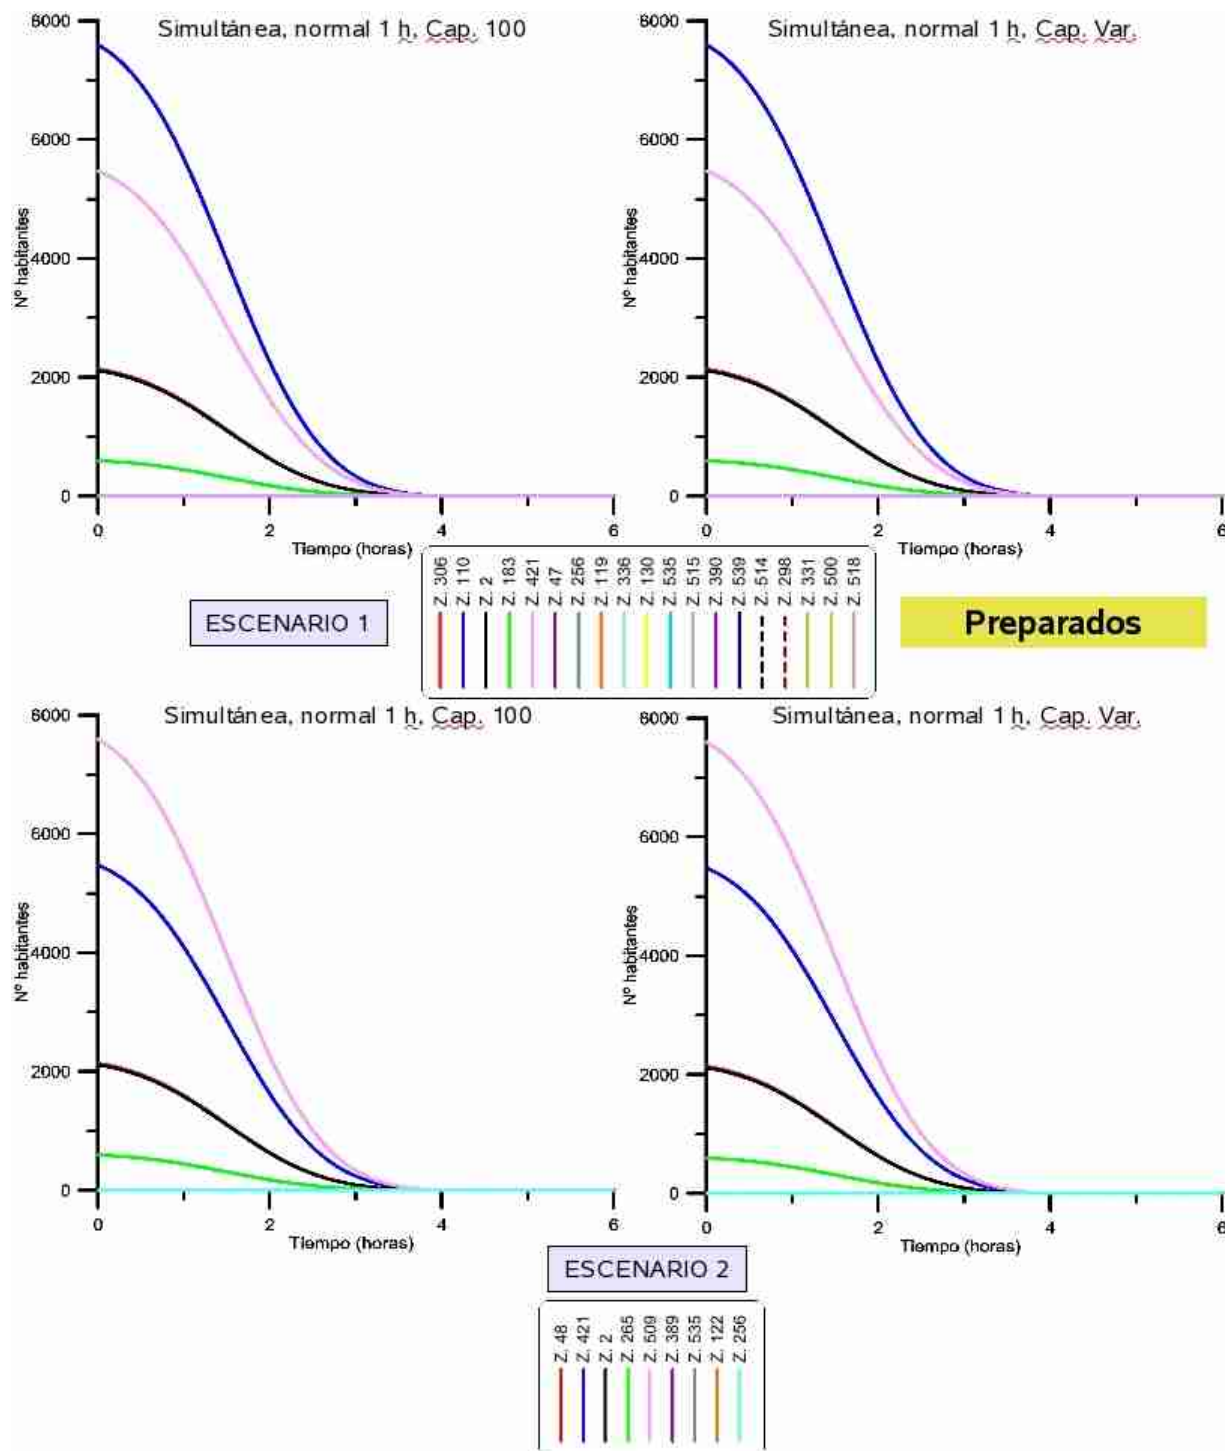 Simultánea, normal 1 h, Cap. 100
8000
6000
4000
2000
0
Nº habitantes
0 2 4 6
Tiempo (horas)
Simultánea, normal 1 h, Cap. Var.
8000
6000
4000
2000
0
Nº habitantes
0 2 4 6
Tiempo (horas)
ESCENARIO 1
Z. 306
Z. 110
Z. 2
Z. 183
Z. 421
Z. 47
Z. 256
Z. 119
Z. 336
Z. 130
Z. 535
Z. 515
Z. 390
Z. 539
Z. 514
Z. 298
Z. 331
Z. 500
Z. 518
Preparados
Simultánea, normal 1 h, Cap. 100
8000
6000
4000
2000
0
Nº habitantes
0 2 4 6
Tiempo (horas)
Simultánea, normal 1 h, Cap. Var.
8000
6000
4000
2000
0
Nº habitantes
0 2 4 6
Tiempo (horas)
ESCENARIO 2
Z. 48
Z. 421
Z. 2
Z. 265
Z. 509
Z. 389
Z. 535
Z. 122
Z. 256